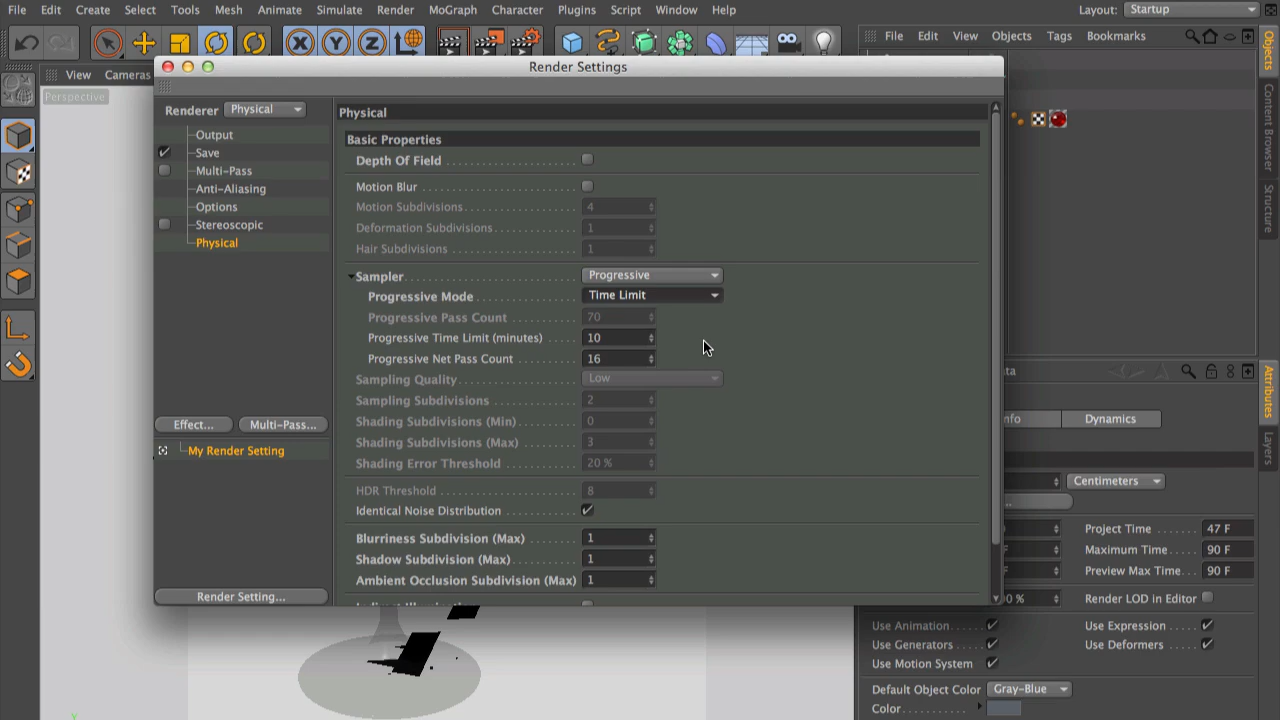 File Edit Create Select Tools Mesh Animate Simulate Render MoGraph Character Plugins Script Window Help
Layout: Startup
X Y Z
File Edit View Objects Tags Bookmarks
View Cameras
Perspective
Render Settings
Renderer Physical
Output
Save
Multi-Pass
Anti-Aliasing
Options
Stereoscopic
Physical
Effect... Multi-Pass...
My Render Setting
Render Setting...
Physical
Basic Properties
Depth Of Field
Motion Blur
Motion Subdivisions 4
Deformation Subdivisions 1
Hair Subdivisions 1
Sampler Progressive
Progressive Mode Time Limit
Progressive Pass Count 70
Progressive Time Limit (minutes) 10
Progressive Net Pass Count 16
Sampling Quality Low
Sampling Subdivisions 2
Shading Subdivisions (Min) 0
Shading Subdivisions (Max) 3
Shading Error Threshold 20 %
HDR Threshold 8
Identical Noise Distribution
Blurriness Subdivision (Max) 1
Shadow Subdivision (Max) 1
Ambient Occlusion Subdivision (Max) 1
Objects
Content Browser
Structure
Attributes
Layers
Dynamics
Centimeters
Project Time 47 F
Maximum Time 90 F
Preview Max Time 90 F
Render LOD in Editor
Use Animation Use Expression
Use Generators Use Deformers
Use Motion System
Default Object Color Gray-Blue
Color